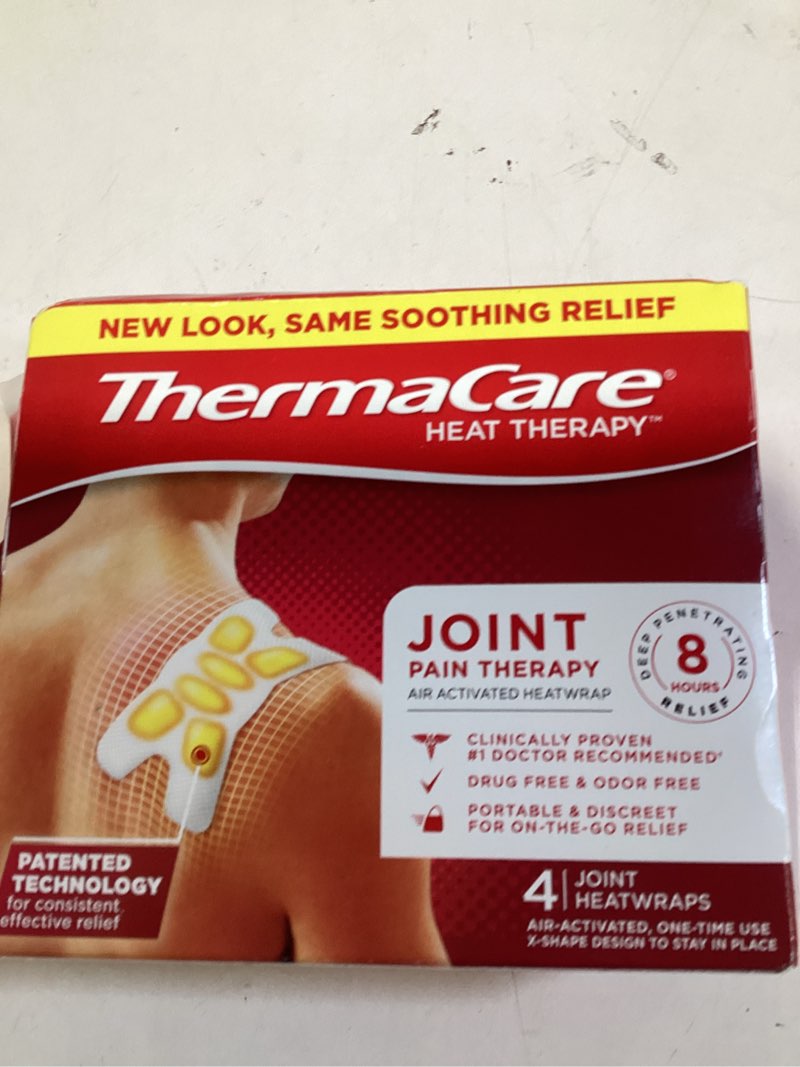 NEW LOOK, SAME SOOTHING RELIEF
ThermaCare®
HEAT THERAPY™
JOINT
PAIN THERAPY
AIR ACTIVATED HEATWRAP
DEEP PENETRATING
8
HOURS
RELIEF
CLINICALLY PROVEN
#1 DOCTOR RECOMMENDED†
DRUG FREE & ODOR FREE
PORTABLE & DISCREET
FOR ON-THE-GO RELIEF
PATENTED
TECHNOLOGY
for consistent,
effective relief
4 JOINT
HEATWRAPS
AIR-ACTIVATED, ONE-TIME USE
X-SHAPE DESIGN TO STAY IN PLACE